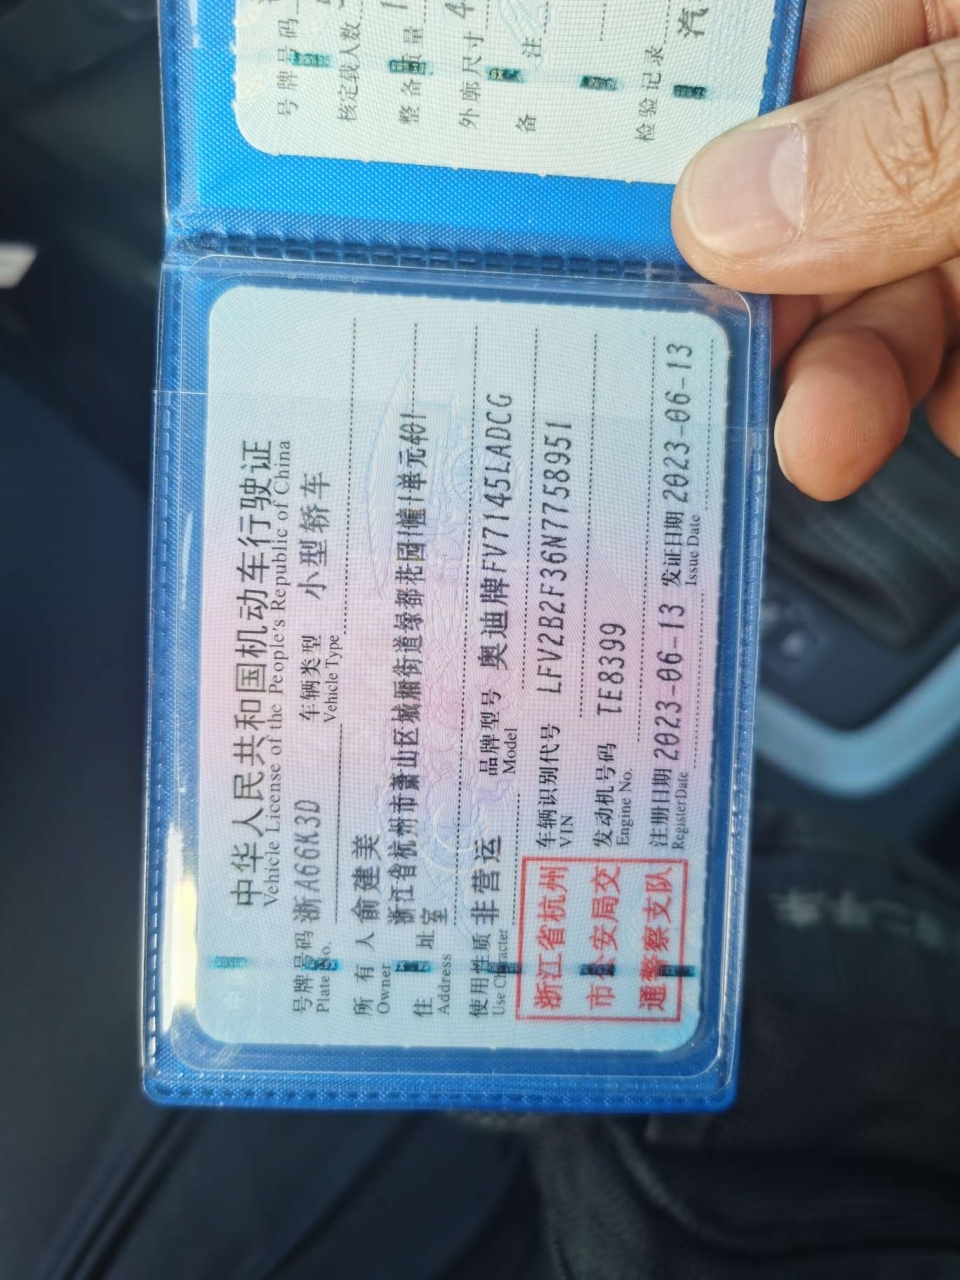 中华人民共和国机动车行驶证
Vehicle License of the People's Republic of China
号牌号码 浙A66K3D 车辆类型 小型轿车
Plate No. Vehicle Type
所有人 俞建美
Owner
住址 浙江省杭州市萧山区城厢街道绿都花园1幢1单元401
Address 室
使用性质 非营运 品牌型号 奥迪牌FV7145LADCG
Use Character Model
车辆识别代号 LFV2B2F36N7758951
VIN
发动机号码 TE8399
Engine No.
注册日期 2023-06-13 发证日期 2023-06-13
Register Date Issue Date
浙江省杭州
市公安局交
通警察支队
号牌号码
核定载人数
整备质量 1
外廓尺寸 4
备注
检验记录
汽